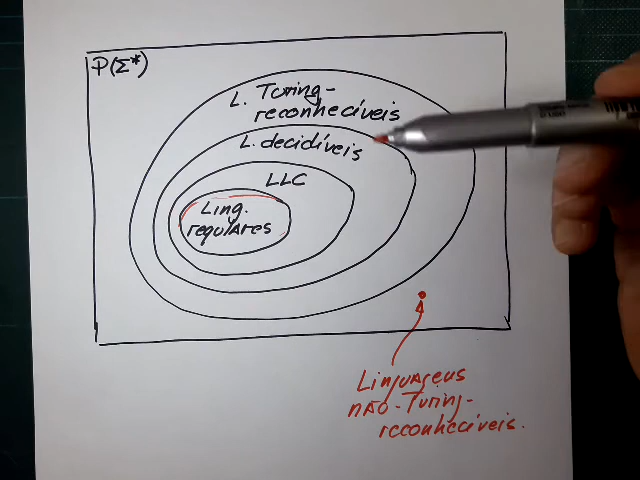 P(Σ*)
L. Turing-
reconhecíveis
L. decidíveis
LLC
Ling.
regulares
Linguagens
não-Turing-
reconhecíveis.